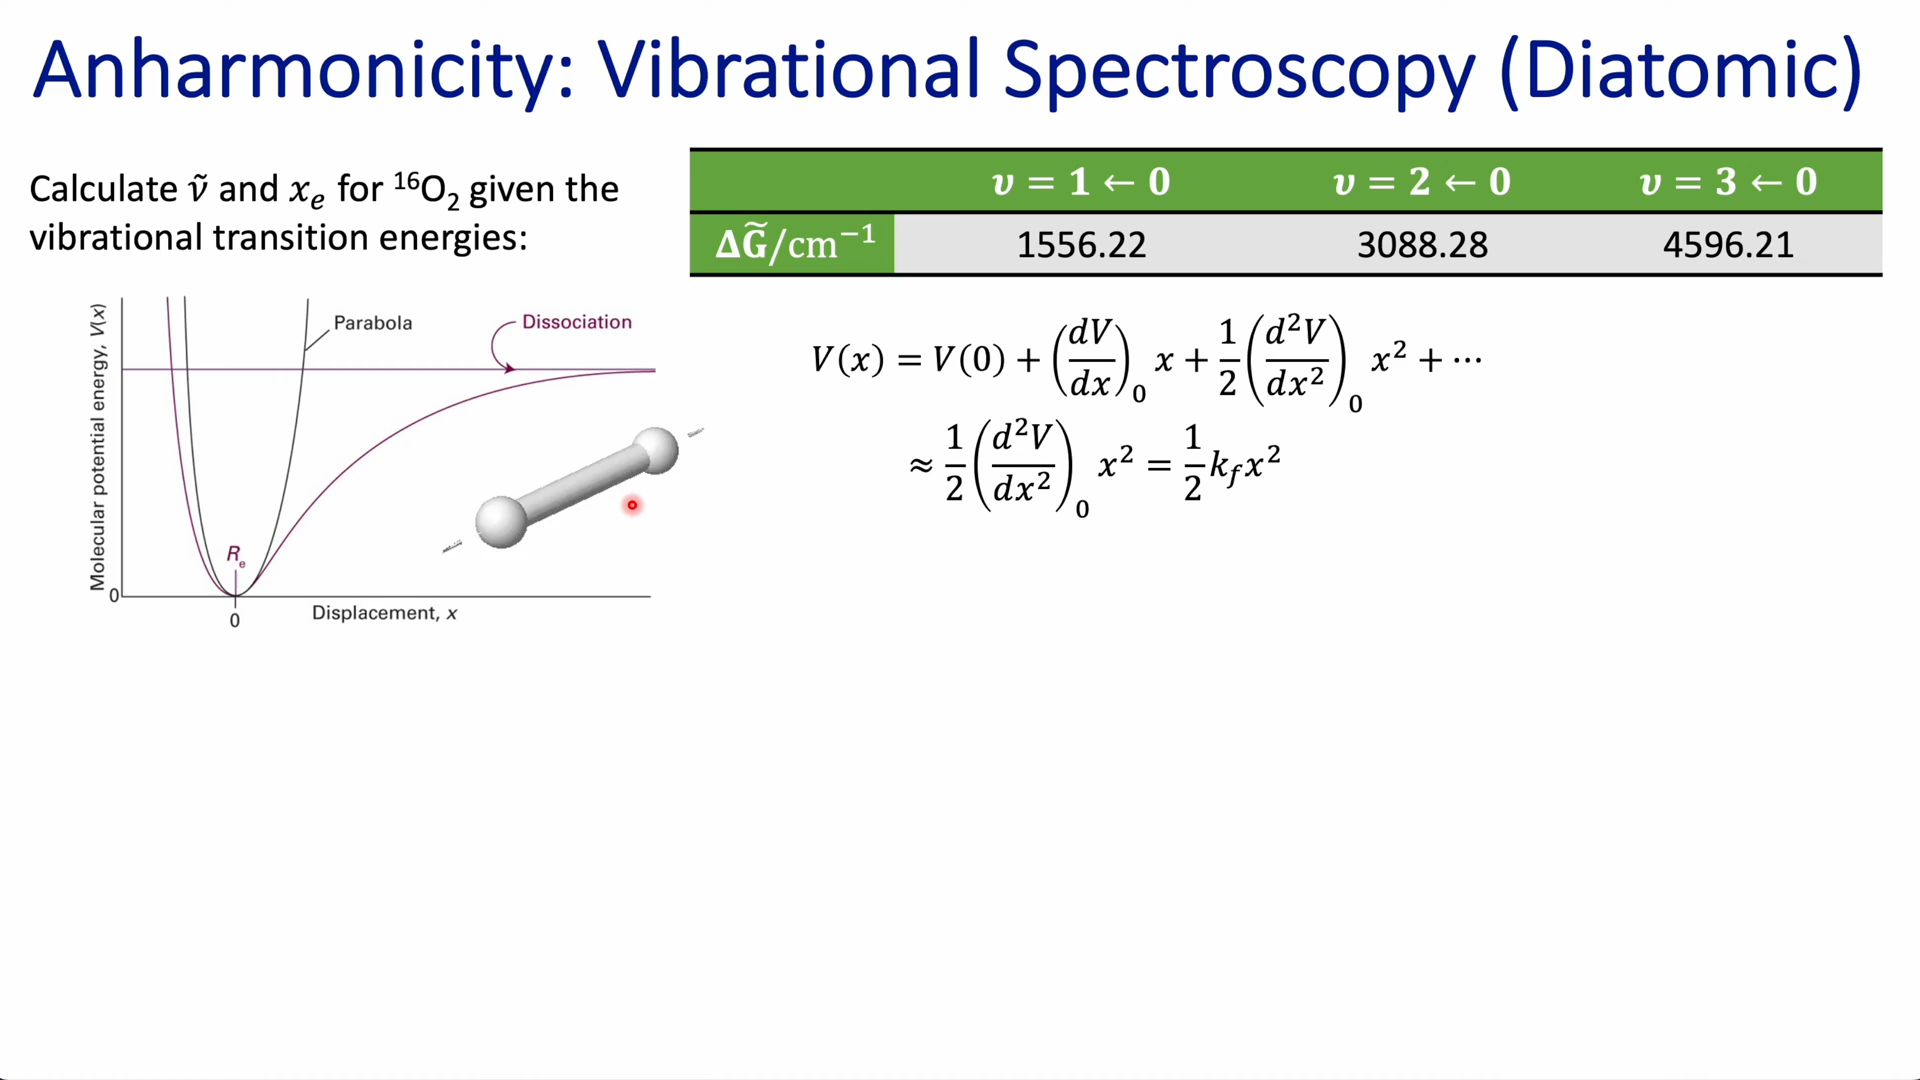 Anharmonicity: Vibrational Spectroscopy (Diatomic)
Calculate ν̃ and xₑ for ¹⁶O₂ given the
vibrational transition energies:
υ = 1 ← 0 υ = 2 ← 0 υ = 3 ← 0
ΔG̃/cm⁻¹ 1556.22 3088.28 4596.21
Molecular potential energy, V(x)
Parabola
Dissociation
Rₑ
0
0
Displacement, x
V(x) = V(0) + (dV/dx)₀ x + 1/2 (d²V/dx²)₀ x² + ⋯
≈ 1/2 (d²V/dx²)₀ x² = 1/2 k_f x²